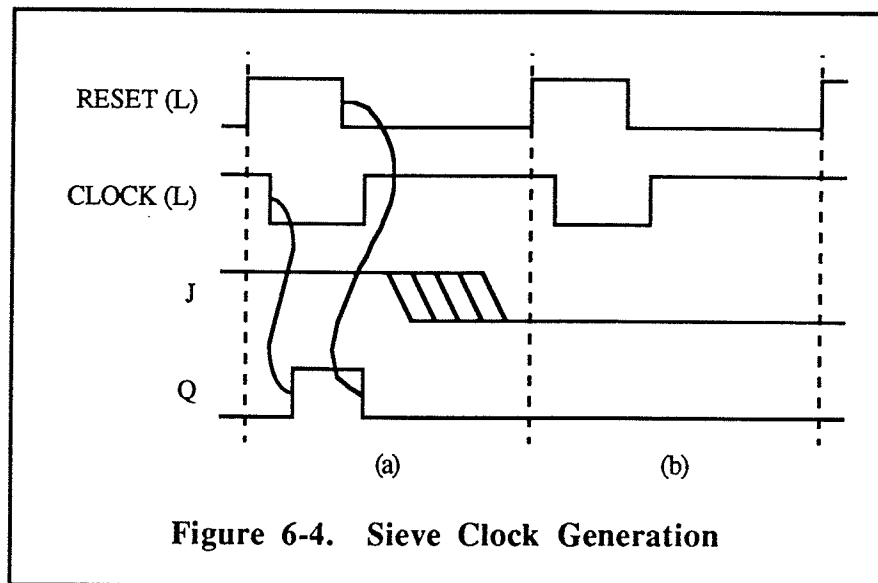 RESET (L)
CLOCK (L)
J
Q
(a) (b)
Figure 6-4. Sieve Clock Generation